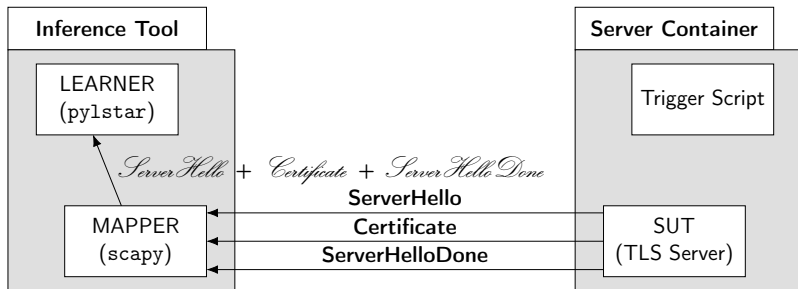 Inference Tool
Server Container
LEARNER
(pylstar)
Trigger Script
ServerHello + Certificate + ServerHelloDone
ServerHello
MAPPER
(scapy)
Certificate
SUT
(TLS Server)
ServerHelloDone